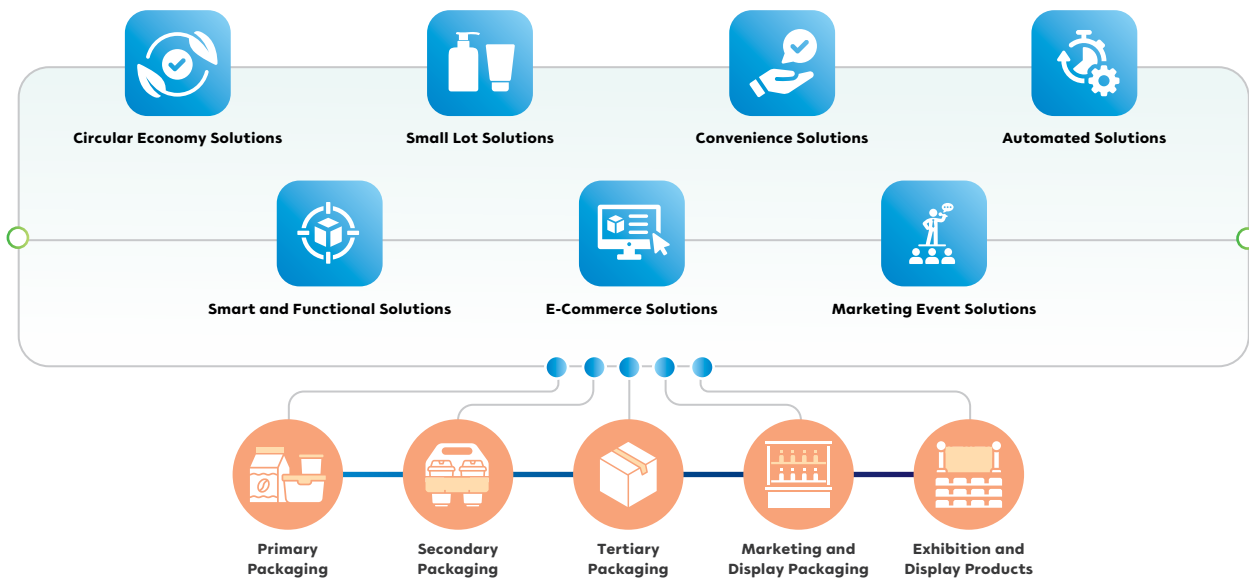 Circular Economy Solutions
Small Lot Solutions
Convenience Solutions
Automated Solutions
Smart and Functional Solutions
E-Commerce Solutions
Marketing Event Solutions
Primary
Packaging
Secondary
Packaging
Tertiary
Packaging
Marketing and
Display Packaging
Exhibition and
Display Products